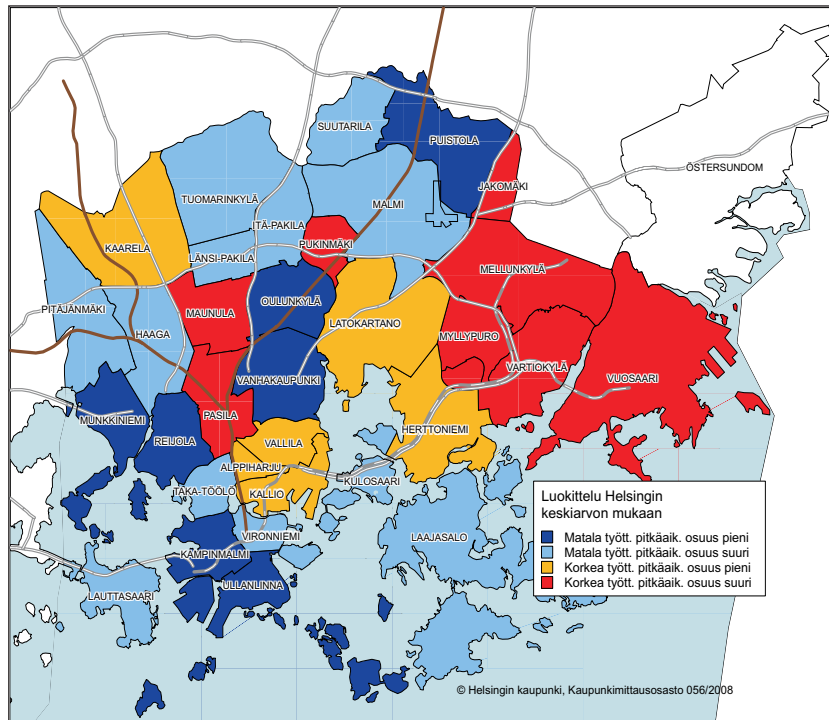 SUUTARILA
PUISTOLA
ÖSTERSUNDOM
JAKOMÄKI
TUOMARINKYLÄ
MALMI
ITÄ-PAKILA
KAARELA
PUKINMÄKI
LÄNSI-PAKILA
MELLUNKYLÄ
PITÄJÄNMÄKI
OULUNKYLÄ
MAUNULA
LATOKARTANO
HAAGA
MYLLYPURO
VARTIOKYLÄ
VANHAKAUPUNKI
VUOSAARI
MUNKKINIEMI
PASILA
HERTTONIEMI
REIJOLA
VALLILA
ALPPIHARJU
KULOSAARI
TAKA-TÖÖLÖ
KALLIO
VIRONNIEMI
LAAJASALO
KAMPINMALMI
ULLANLINNA
LAUTTASAARI
Luokittelu Helsingin
keskiarvon mukaan
Matala tyött. pitkäaik. osuus pieni
Matala tyött. pitkäaik. osuus suuri
Korkea tyött. pitkäaik. osuus pieni
Korkea tyött. pitkäaik. osuus suuri
© Helsingin kaupunki, Kaupunkimittausosasto 056/2008